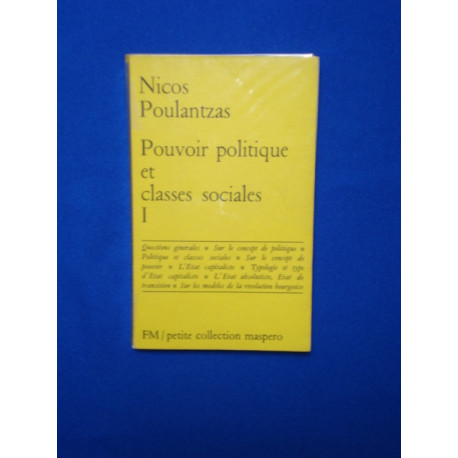 Nicos
Poulantzas
Pouvoir politique
et
classes sociales
I
Questions générales ■ Sur le concept de politique ■
Politique et classes sociales ■ Sur le concept de
pouvoir ■ L'Etat capitaliste ■ Typologie et type
d'Etat capitaliste ■ L'Etat absolutiste, Etat de
transition ■ Sur les modèles de la révolution bourgeoise
FM/petite collection maspero